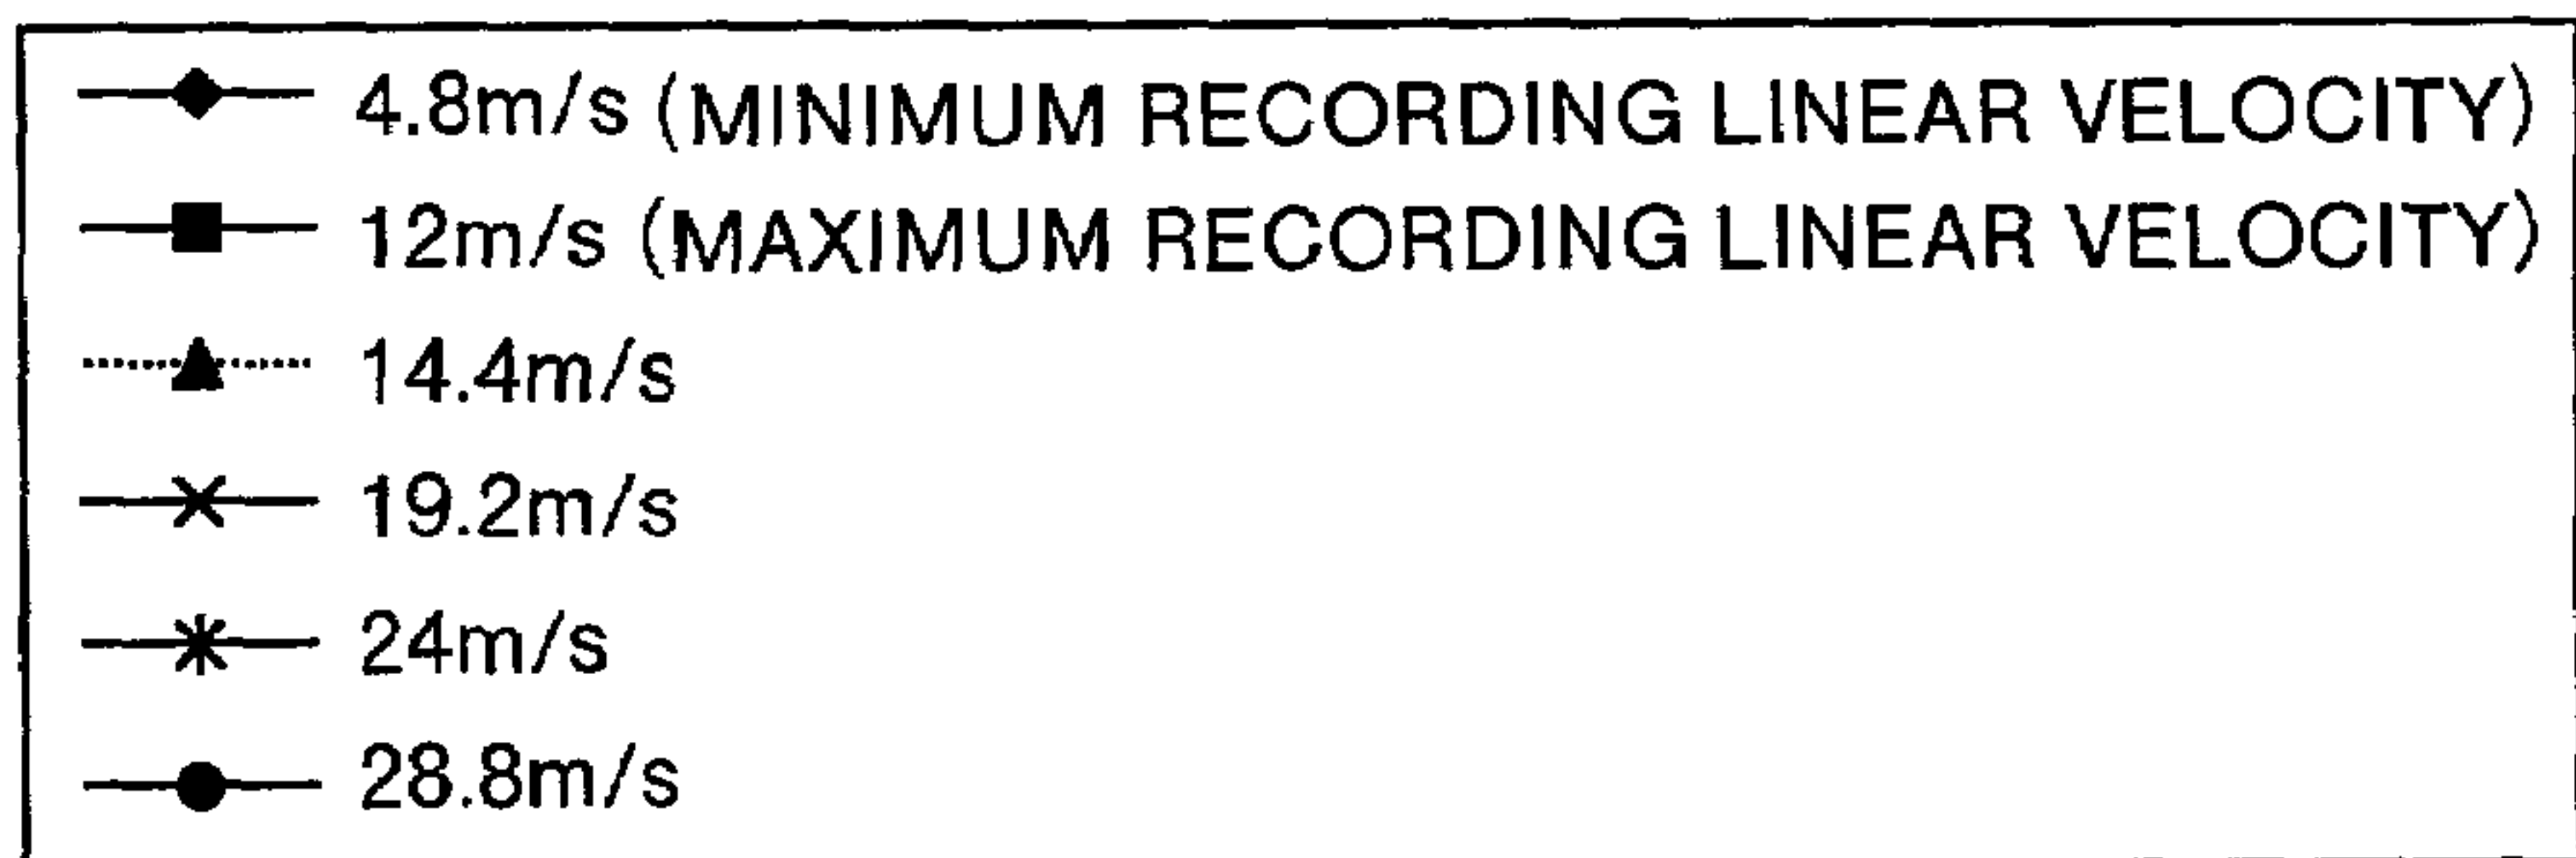 4.8m/s (MINIMUM RECORDING LINEAR VELOCITY)
12m/s (MAXIMUM RECORDING LINEAR VELOCITY)
14.4m/s
19.2m/s
24m/s
28.8m/s